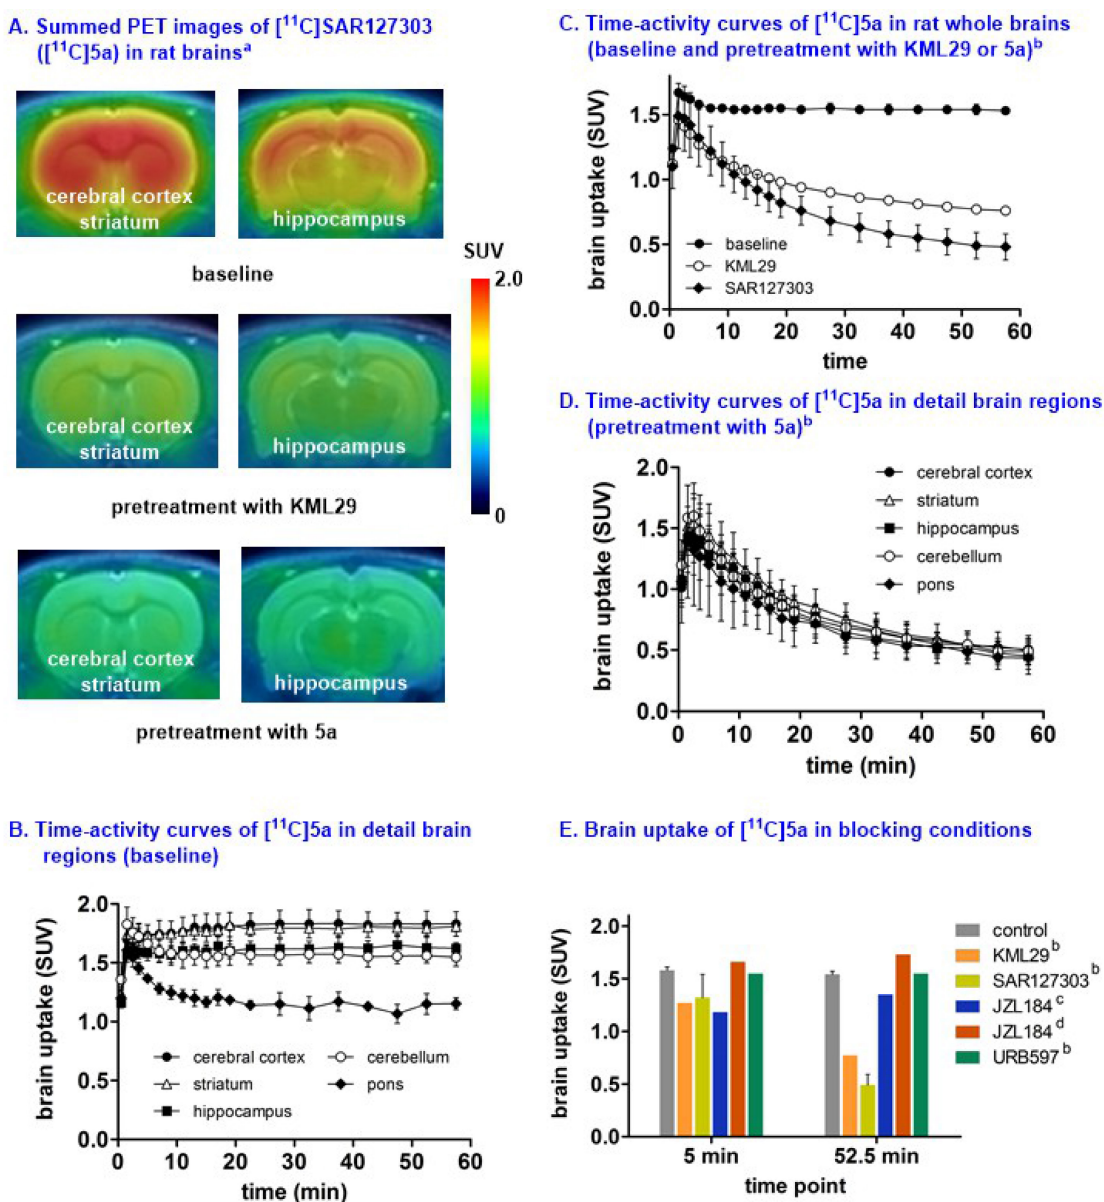 A. Summed PET images of [¹¹C]SAR127303
([¹¹C]5a) in rat brainsᵃ
cerebral cortex
striatum
hippocampus
baseline
SUV
2.0
cerebral cortex
striatum
hippocampus
0
pretreatment with KML29
cerebral cortex
striatum
hippocampus
pretreatment with 5a
B. Time-activity curves of [¹¹C]5a in detail brain
regions (baseline)
brain uptake (SUV)
2.0
1.5
1.0
0.5
0.0
cerebral cortex
striatum
hippocampus
cerebellum
pons
0 10 20 30 40 50 60
time (min)
C. Time-activity curves of [¹¹C]5a in rat whole brains
(baseline and pretreatment with KML29 or 5a)ᵇ
brain uptake (SUV)
1.5
1.0
0.5
0.0
baseline
KML29
SAR127303
0 10 20 30 40 50 60
time
D. Time-activity curves of [¹¹C]5a in detail brain regions
(pretreatment with 5a)ᵇ
brain uptake (SUV)
2.0
1.5
1.0
0.5
0.0
cerebral cortex
striatum
hippocampus
cerebellum
pons
0 10 20 30 40 50 60
time (min)
E. Brain uptake of [¹¹C]5a in blocking conditions
brain uptake (SUV)
2.0
1.5
1.0
0.5
0.0
control
KML29ᵇ
SAR127303ᵇ
JZL184ᶜ
JZL184ᵈ
URB597ᵇ
5 min 52.5 min
time point